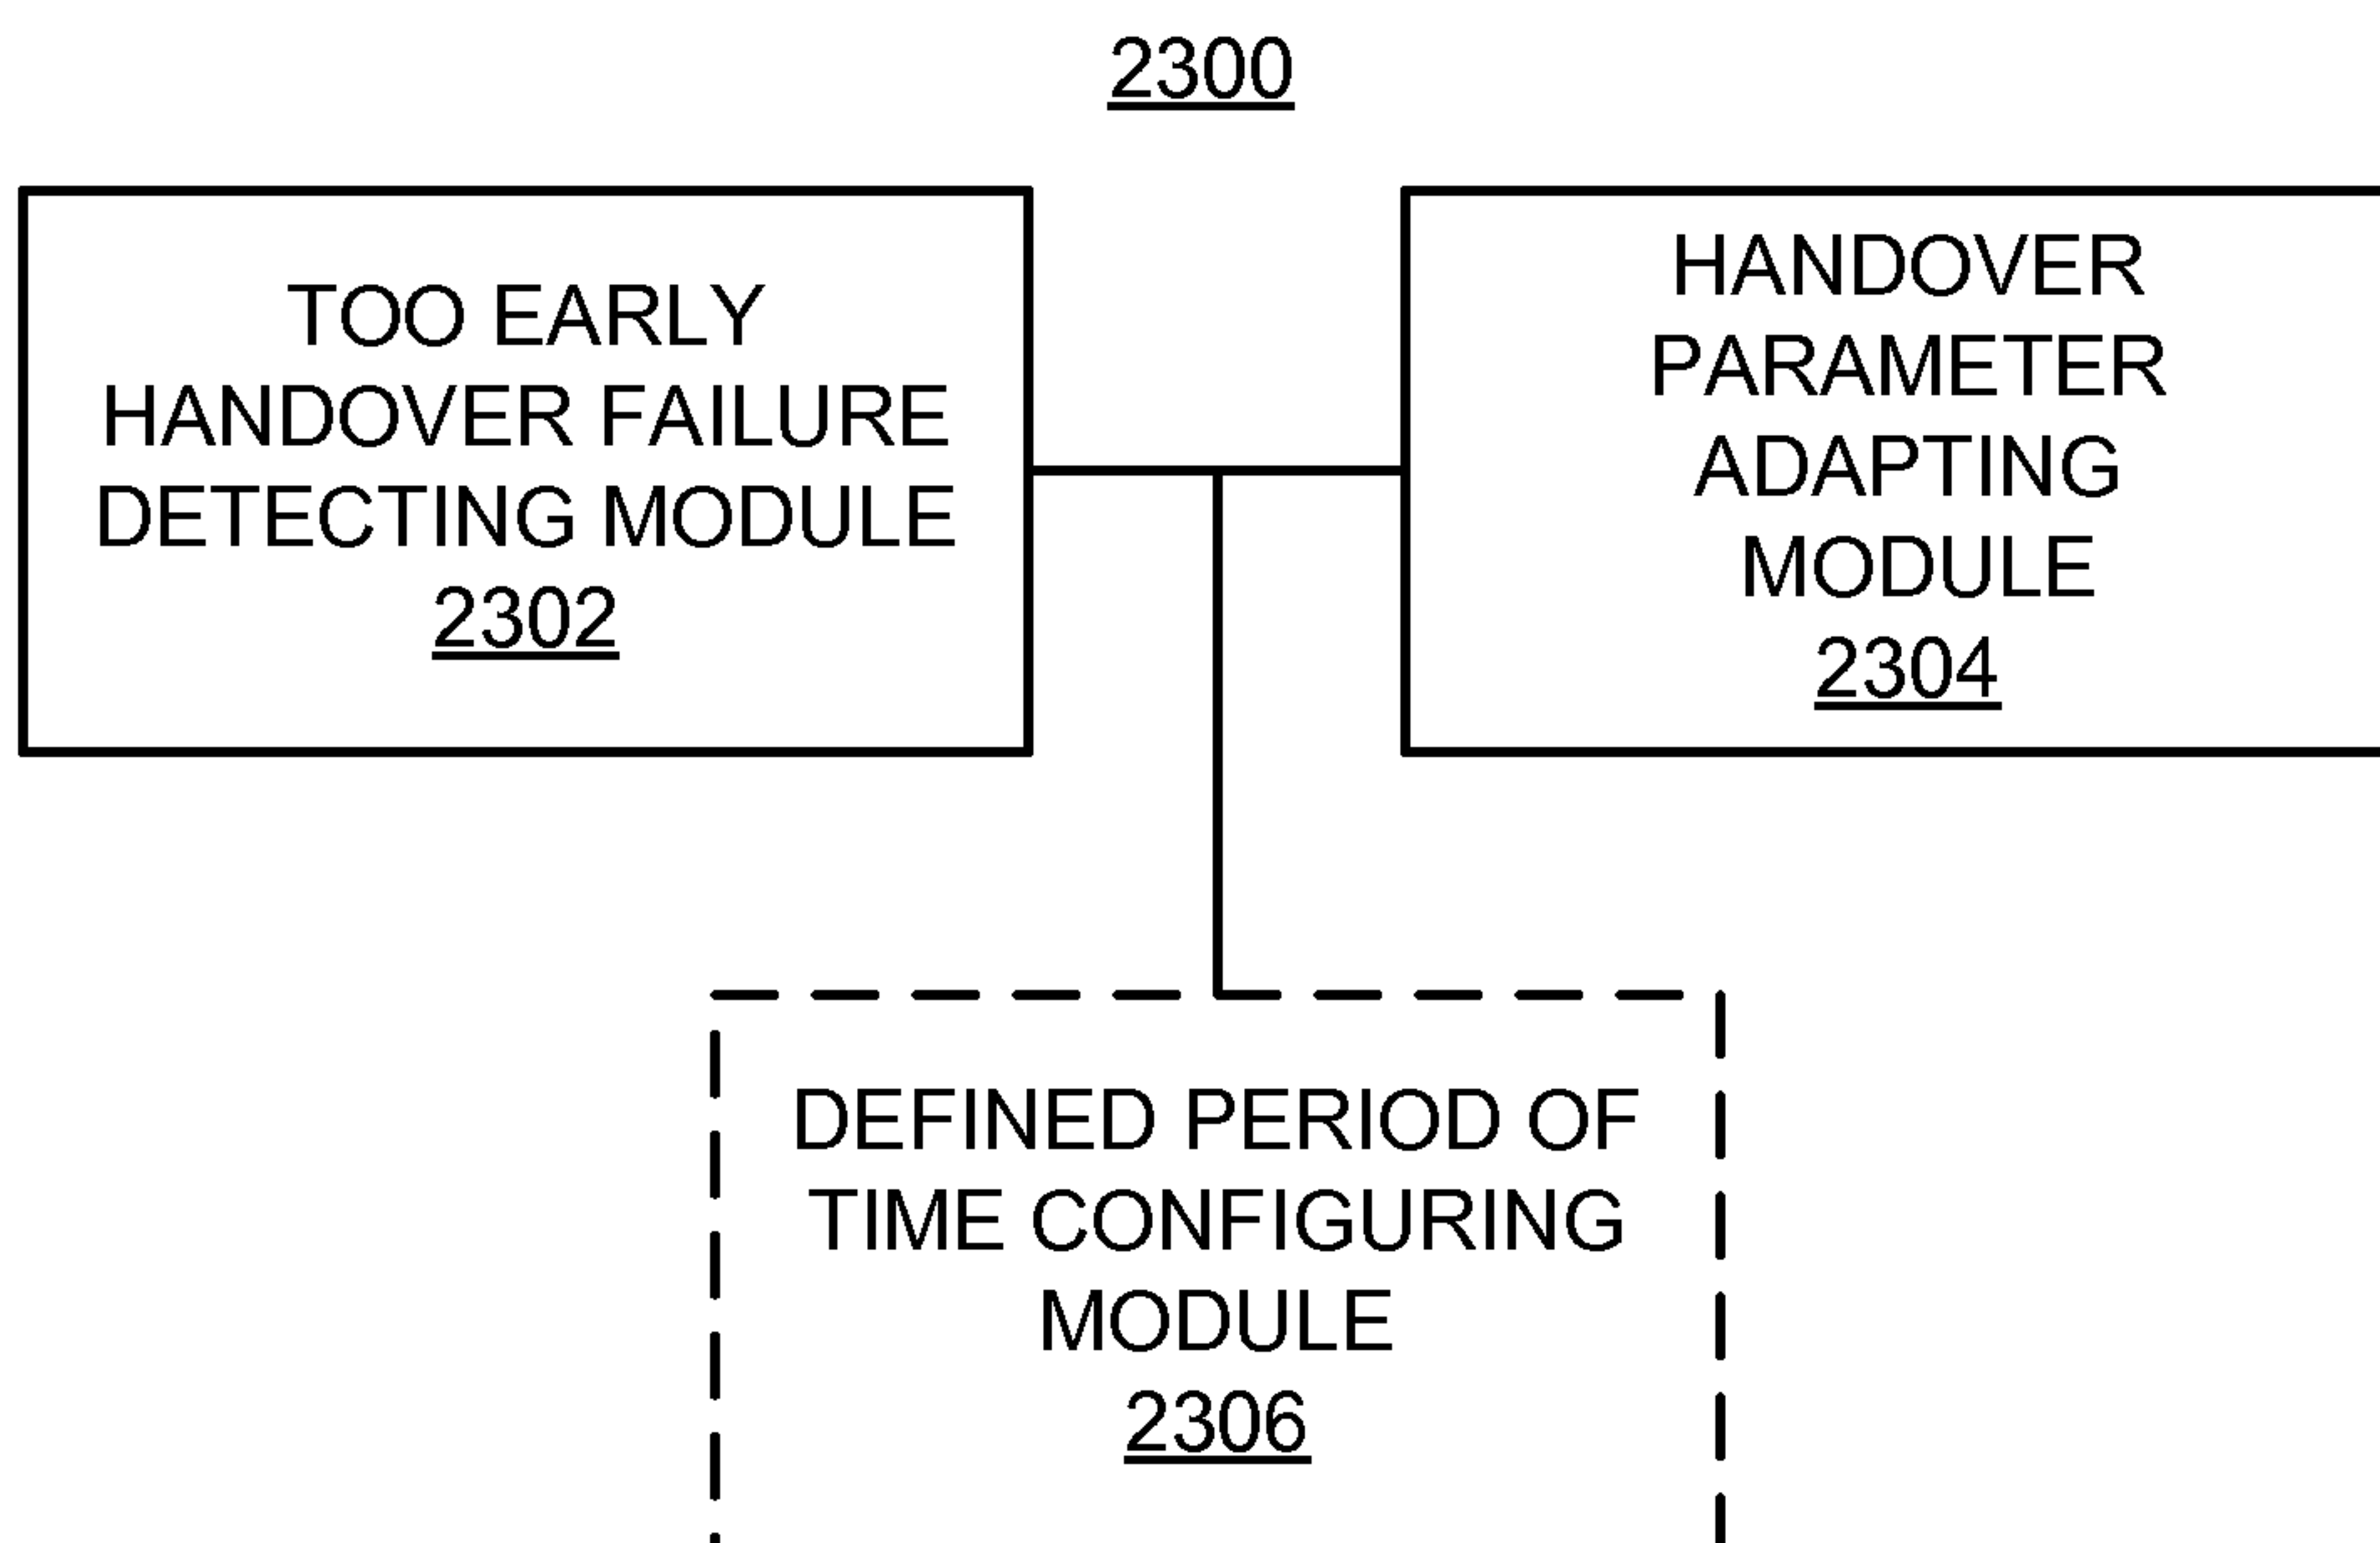 2300
TOO EARLY
HANDOVER FAILURE
DETECTING MODULE
2302
HANDOVER
PARAMETER
ADAPTING
MODULE
2304
DEFINED PERIOD OF
TIME CONFIGURING
MODULE
2306